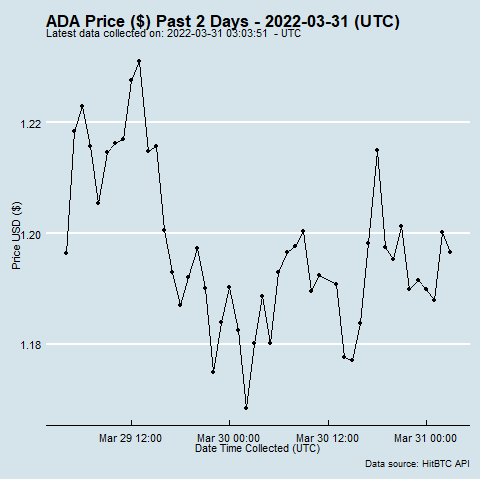 ADA Price ($) Past 2 Days - 2022-03-31 (UTC)
Latest data collected on: 2022-03-31 03:03:51 - UTC
1.22
1.20
1.18
Price USD ($)
Mar 29 12:00 Mar 30 00:00 Mar 30 12:00 Mar 31 00:00
Date Time Collected (UTC)
Data source: HitBTC API